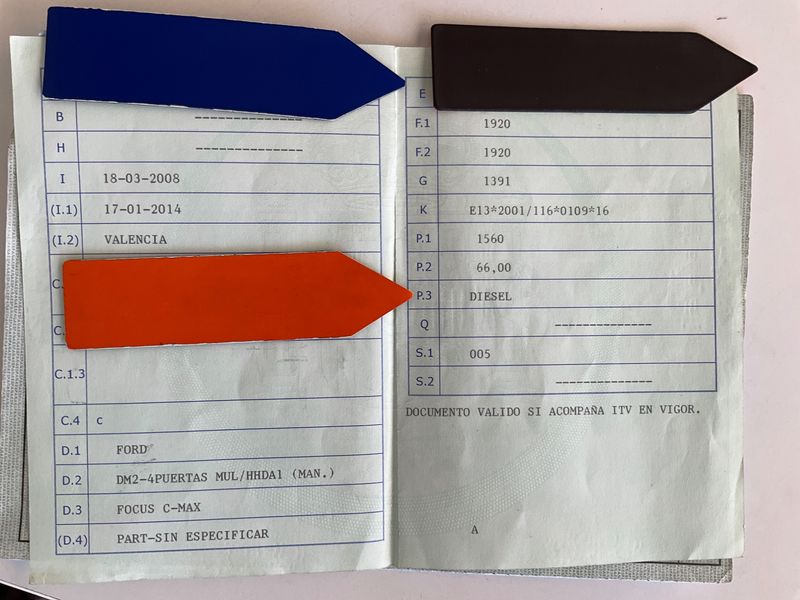 B --------------
H --------------
I 18-03-2008
(I.1) 17-01-2014
(I.2) VALENCIA
C.
C.
C.1.3
C.4 c
D.1 FORD
D.2 DM2-4PUERTAS MUL/HHDA1 (MAN.)
D.3 FOCUS C-MAX
(D.4) PART-SIN ESPECIFICAR
E
F.1 1920
F.2 1920
G 1391
K E13*2001/116*0109*16
P.1 1560
P.2 66,00
P.3 DIESEL
Q --------------
S.1 005
S.2 --------------
DOCUMENTO VALIDO SI ACOMPAÑA ITV EN VIGOR.
A